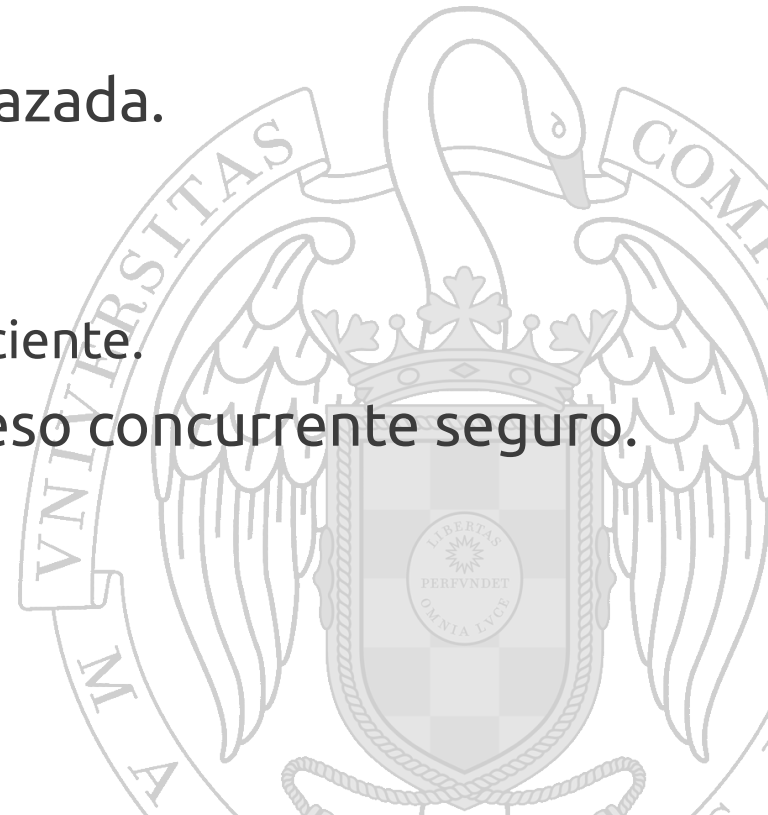 azada.
ciente.
eso concurrente seguro.
VNIVERSITAS
COM
LIBERTAS
PERFVNDET
OMNIA LVCE
M
A